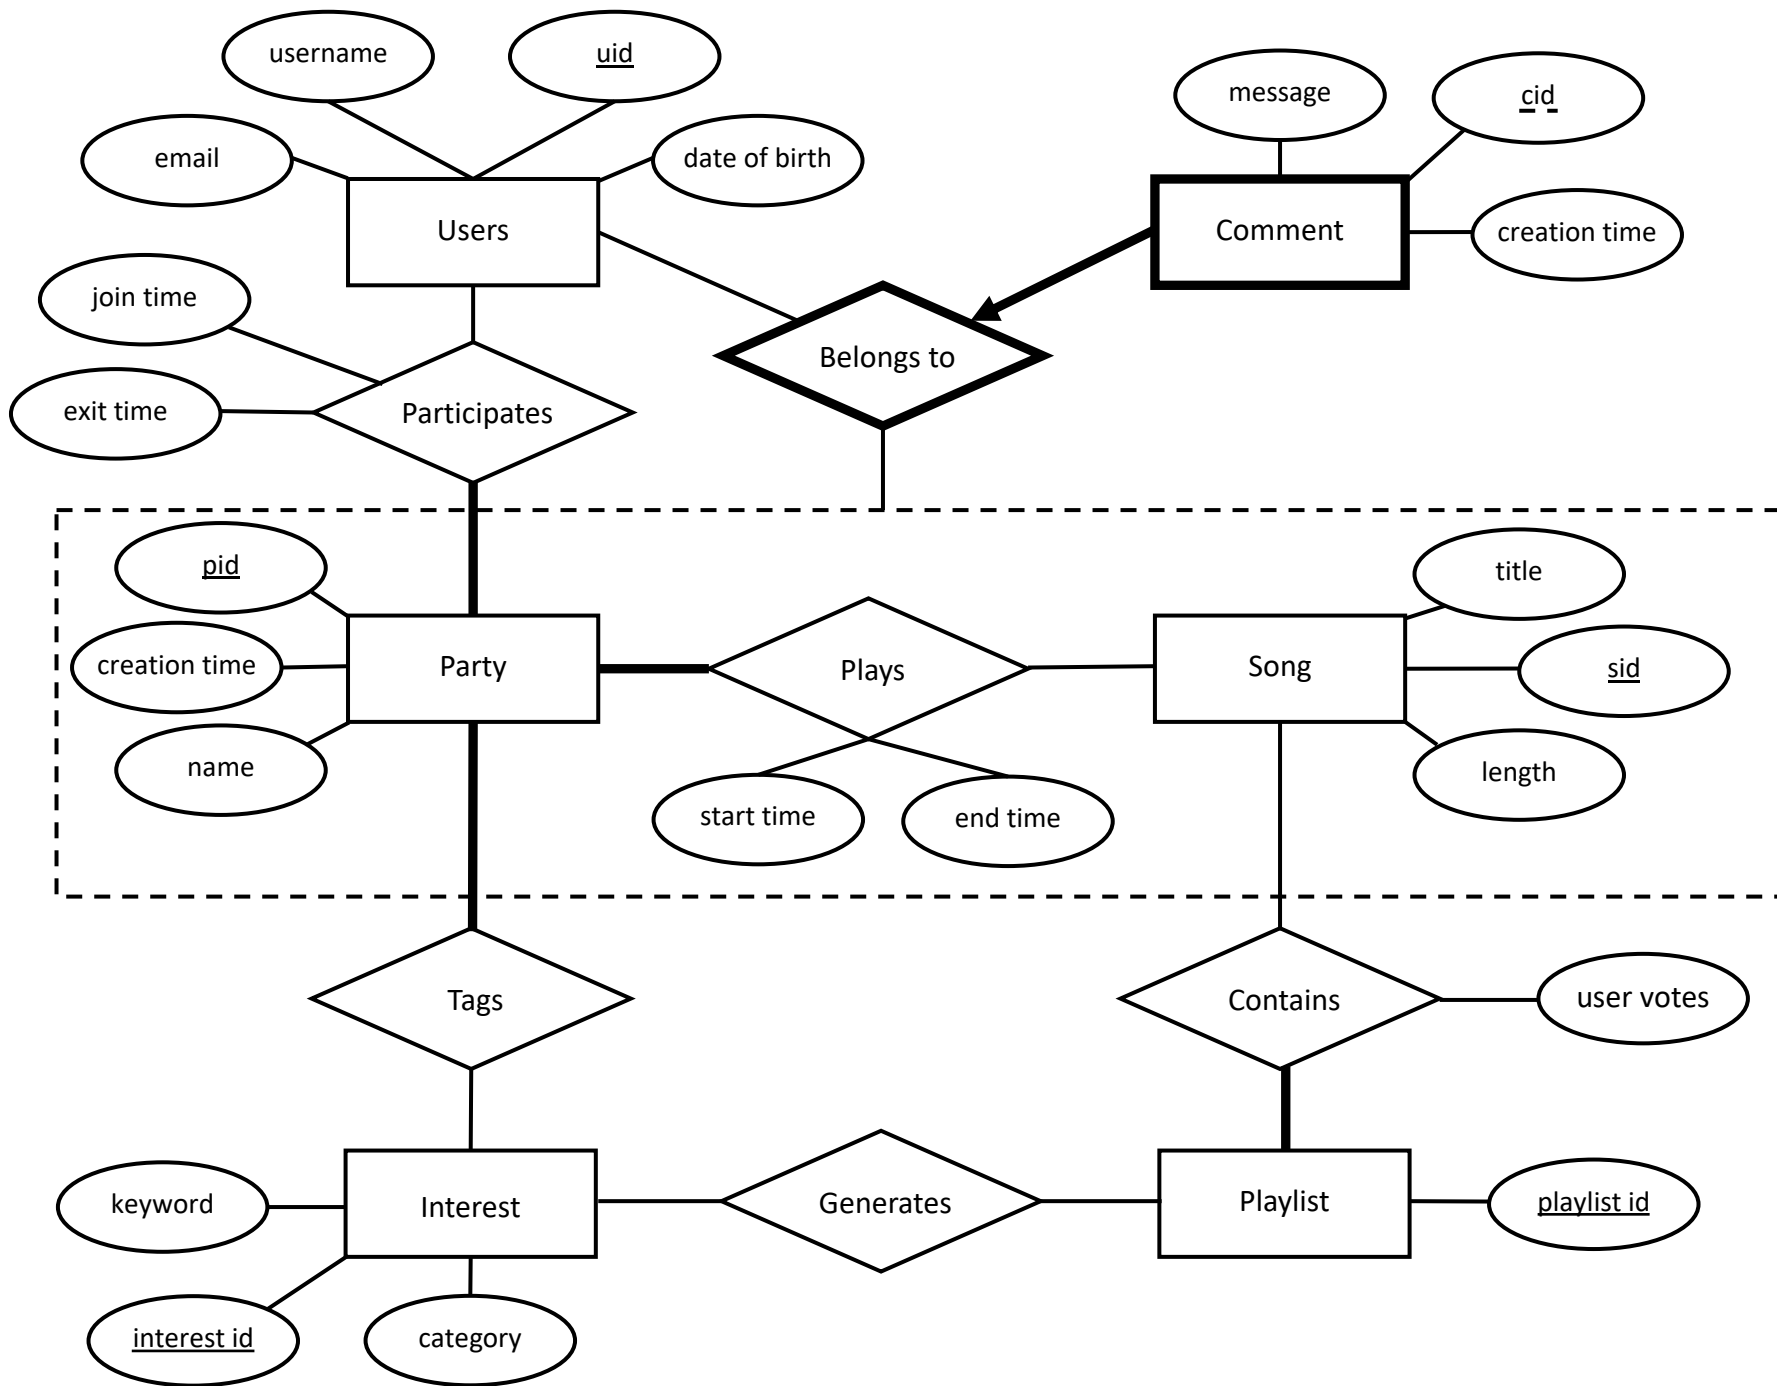 username
uid
message
cid
email
date of birth
Users
Comment
creation time
join time
Belongs to
exit time
Participates
pid
title
creation time
Party
Plays
Song
sid
name
length
start time
end time
Tags
Contains
user votes
keyword
Interest
Generates
Playlist
playlist id
interest id
category